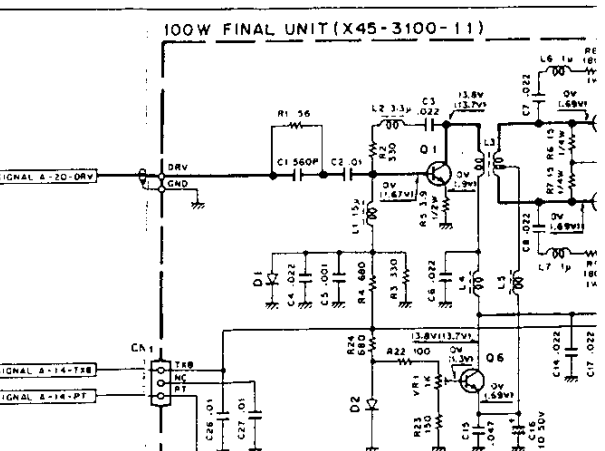 100W FINAL UNIT (X45-3100-11)
L6 1μ
C7 .022
0V
(.69V)
R6 15
1/4W
R7 15
1/4W
0V
(.69V)
C8 .022
L7 1μ
R1 56
C1 560P
C2 .01
L2 3.3μ
C3
.022
R2
330
13.8V
(13.7V)
Q1
L3
DRV
GND
SIGNAL A-20-DRV
0V
(.67V)
R5 3.9
1/2W
0V
(.9V)
L1 15μ
D1
C4 .022
C5 .001
R4 680
R3 330
C6 .022
L4
L5
CN1
TXB
NC
PT
SIGNAL A-14-TXB
SIGNAL A-14-PT
R24
680
13.8V(13.7V)
R22 100
0V
(1.3V)
Q6
VR1
1K
0V
(.69V)
C14 .022
C17 .022
C26 .01
C27 .01
D2
R23
150
C15
.047
C16
10 50V